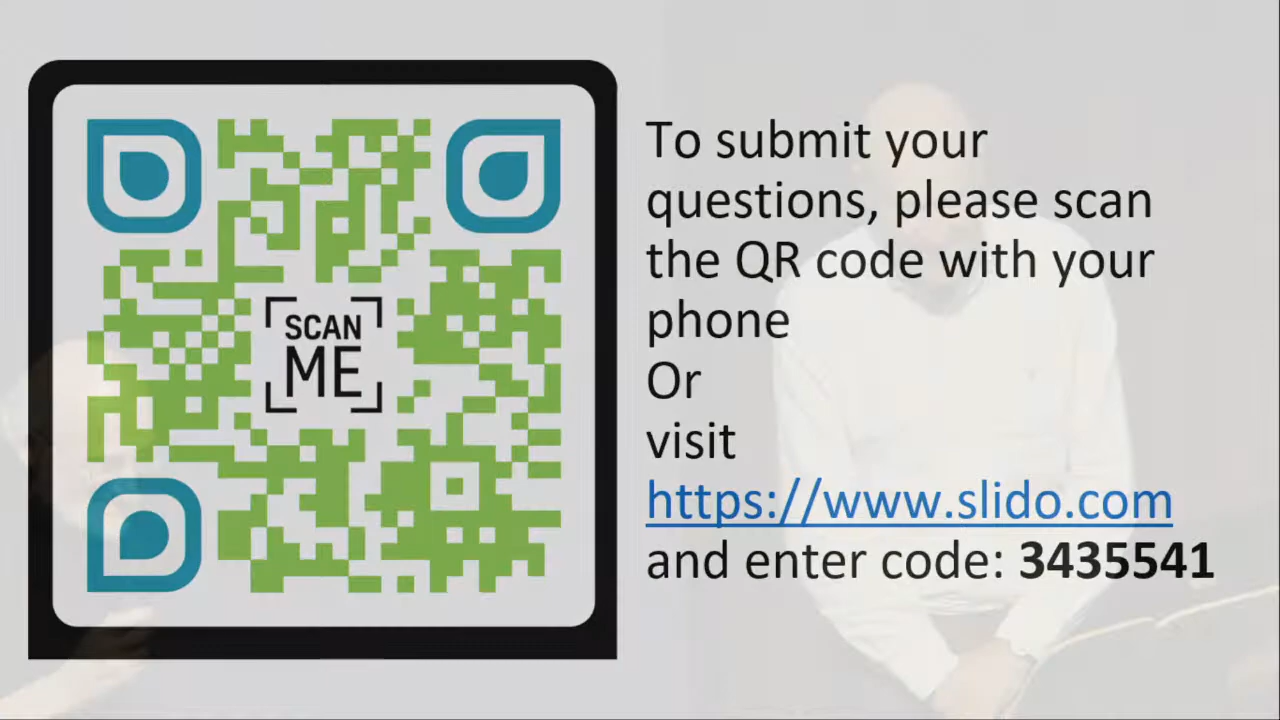 SCAN
ME
To submit your
questions, please scan
the QR code with your
phone
Or
visit
https://www.slido.com
and enter code: 3435541